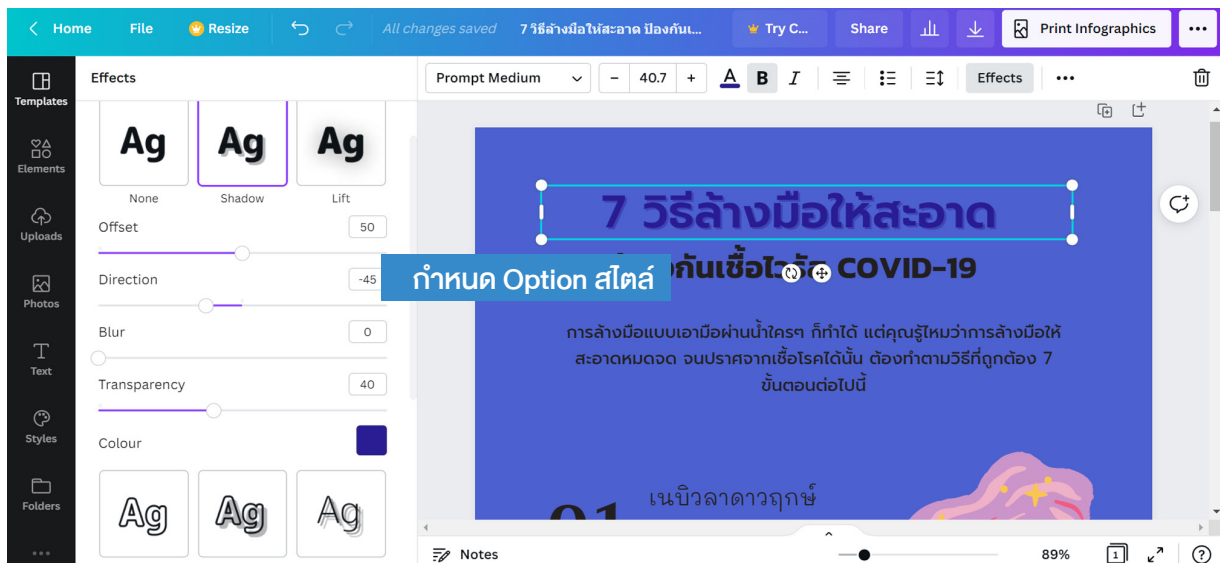 Home File Resize All changes saved 7 วิธีล้างมือให้สะอาด ป้องกันเ... Try C... Share Print Infographics
Templates
Elements
Uploads
Photos
Text
Styles
Folders
Effects
Ag Ag Ag
None Shadow Lift
Offset 50
Direction -45
Blur 0
Transparency 40
Colour
Ag Ag Ag
Prompt Medium - 40.7 + A B I Effects
7 วิธีล้างมือให้สะอาด
กันเชื้อไวรัส COVID-19
กำหนด Option สไตล์
การล้างมือแบบเอามือผ่านน้ำใครๆ ก็ทำได้ แต่คุณรู้ไหมว่าการล้างมือให้
สะอาดหมดจด จนปราศจากเชื้อโรคได้นั้น ต้องทำตามวิธีที่ถูกต้อง 7
ขั้นตอนต่อไปนี้
01
เนบิวลาดาวฤกษ์
Notes 89% 1 ?